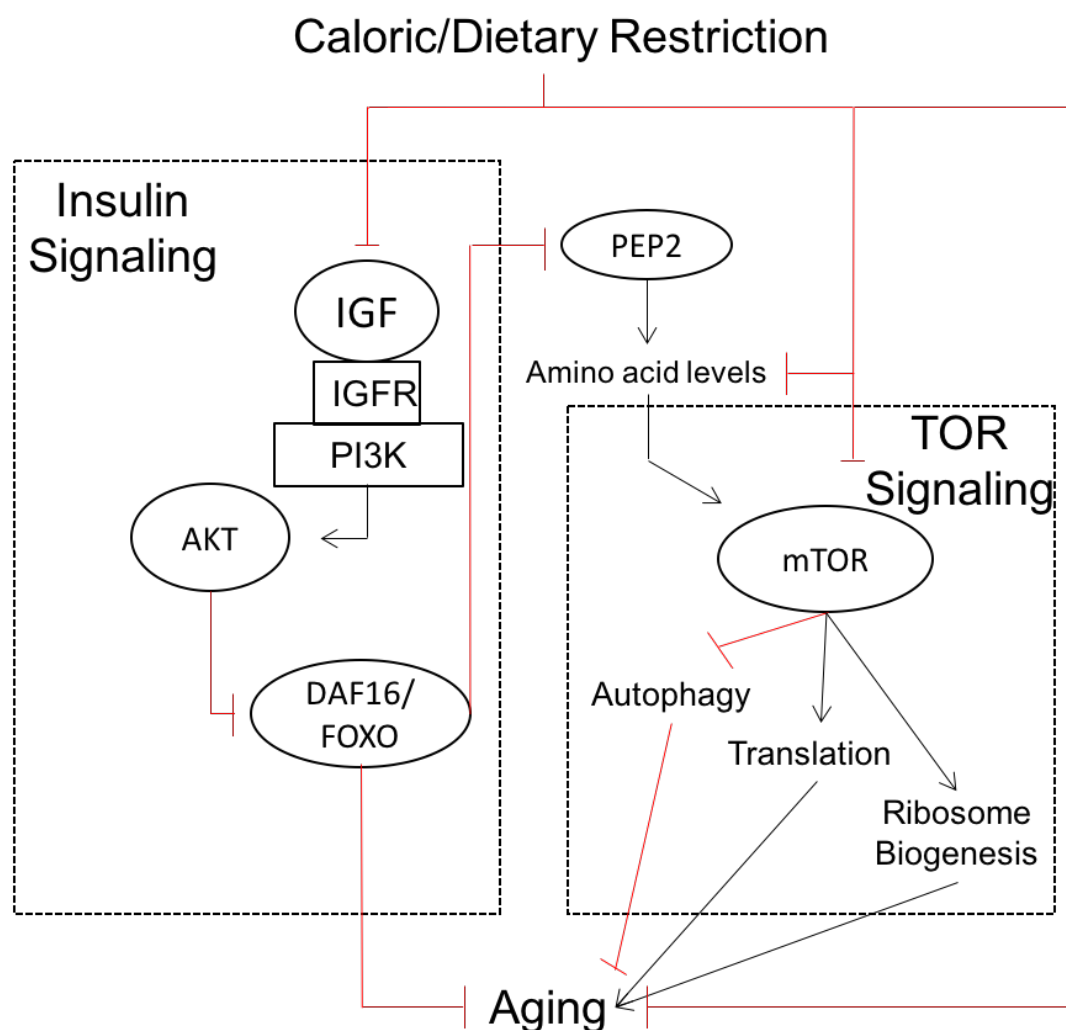 Caloric/Dietary Restriction
Insulin
Signaling
IGF
IGFR
PI3K
AKT
DAF16/
FOXO
PEP2
Amino acid levels
TOR
Signaling
mTOR
Autophagy
Translation
Ribosome
Biogenesis
Aging